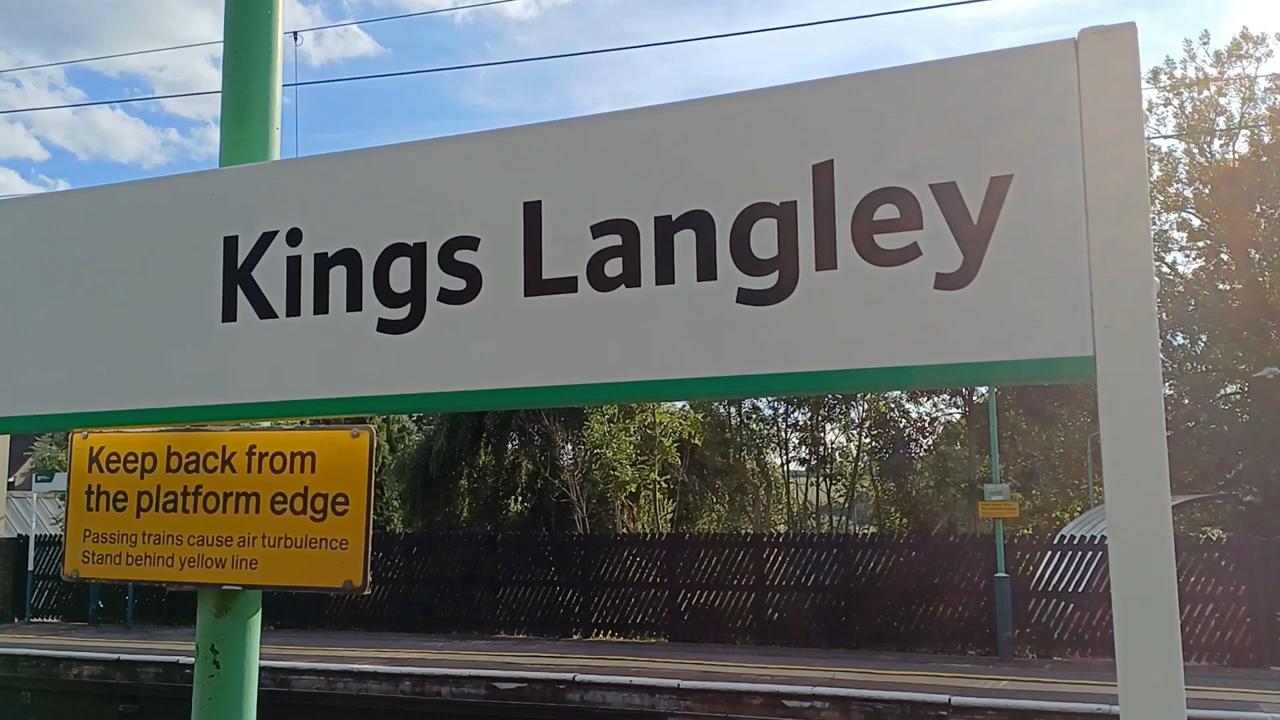 Kings Langley
Keep back from
the platform edge
Passing trains cause air turbulence
Stand behind yellow line